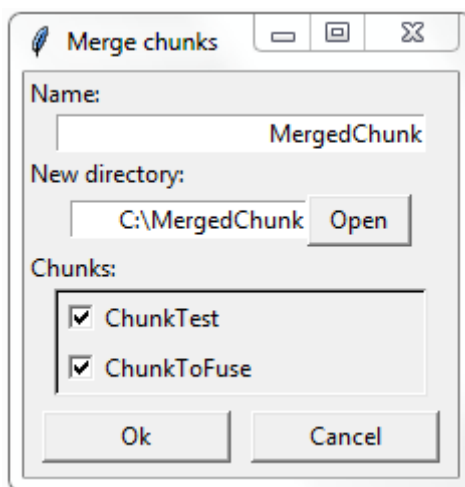 Merge chunks
Name:
MergedChunk
New directory:
C:\MergedChunk Open
Chunks:
ChunkTest
ChunkToFuse
Ok Cancel